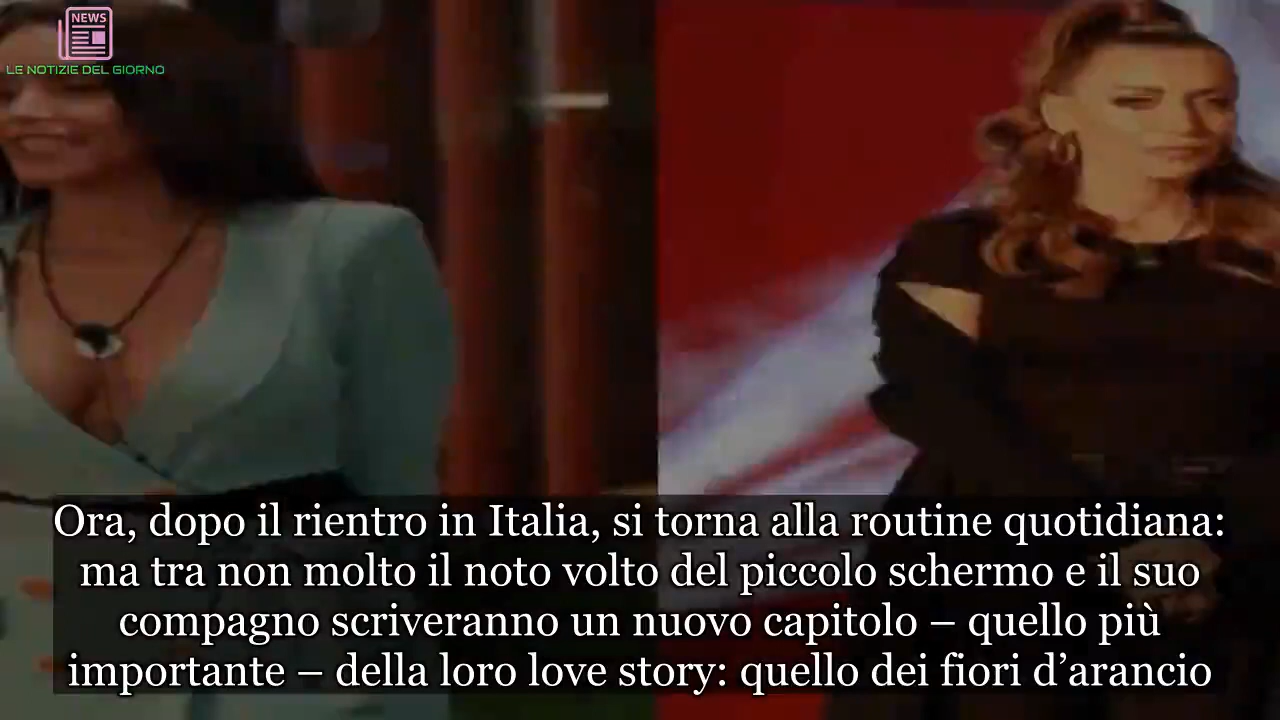 NEWS
LE NOTIZIE DEL GIORNO
Ora, dopo il rientro in Italia, si torna alla routine quotidiana:
ma tra non molto il noto volto del piccolo schermo e il suo
compagno scriveranno un nuovo capitolo – quello più
importante – della loro love story: quello dei fiori d’arancio